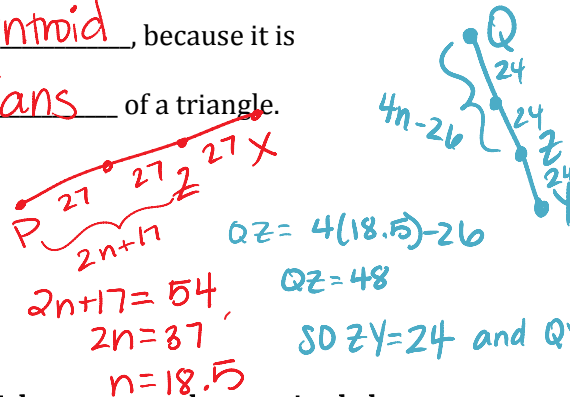 ntroid, because it is
ans of a triangle.
Q
24
24
4n-26
Z
24
Y
27 27 27 X
P Z
2n+17
QZ= 4(18.5)-26
2n+17= 54
QZ=48
2n=37
SO ZY=24 and Q
n=18.5